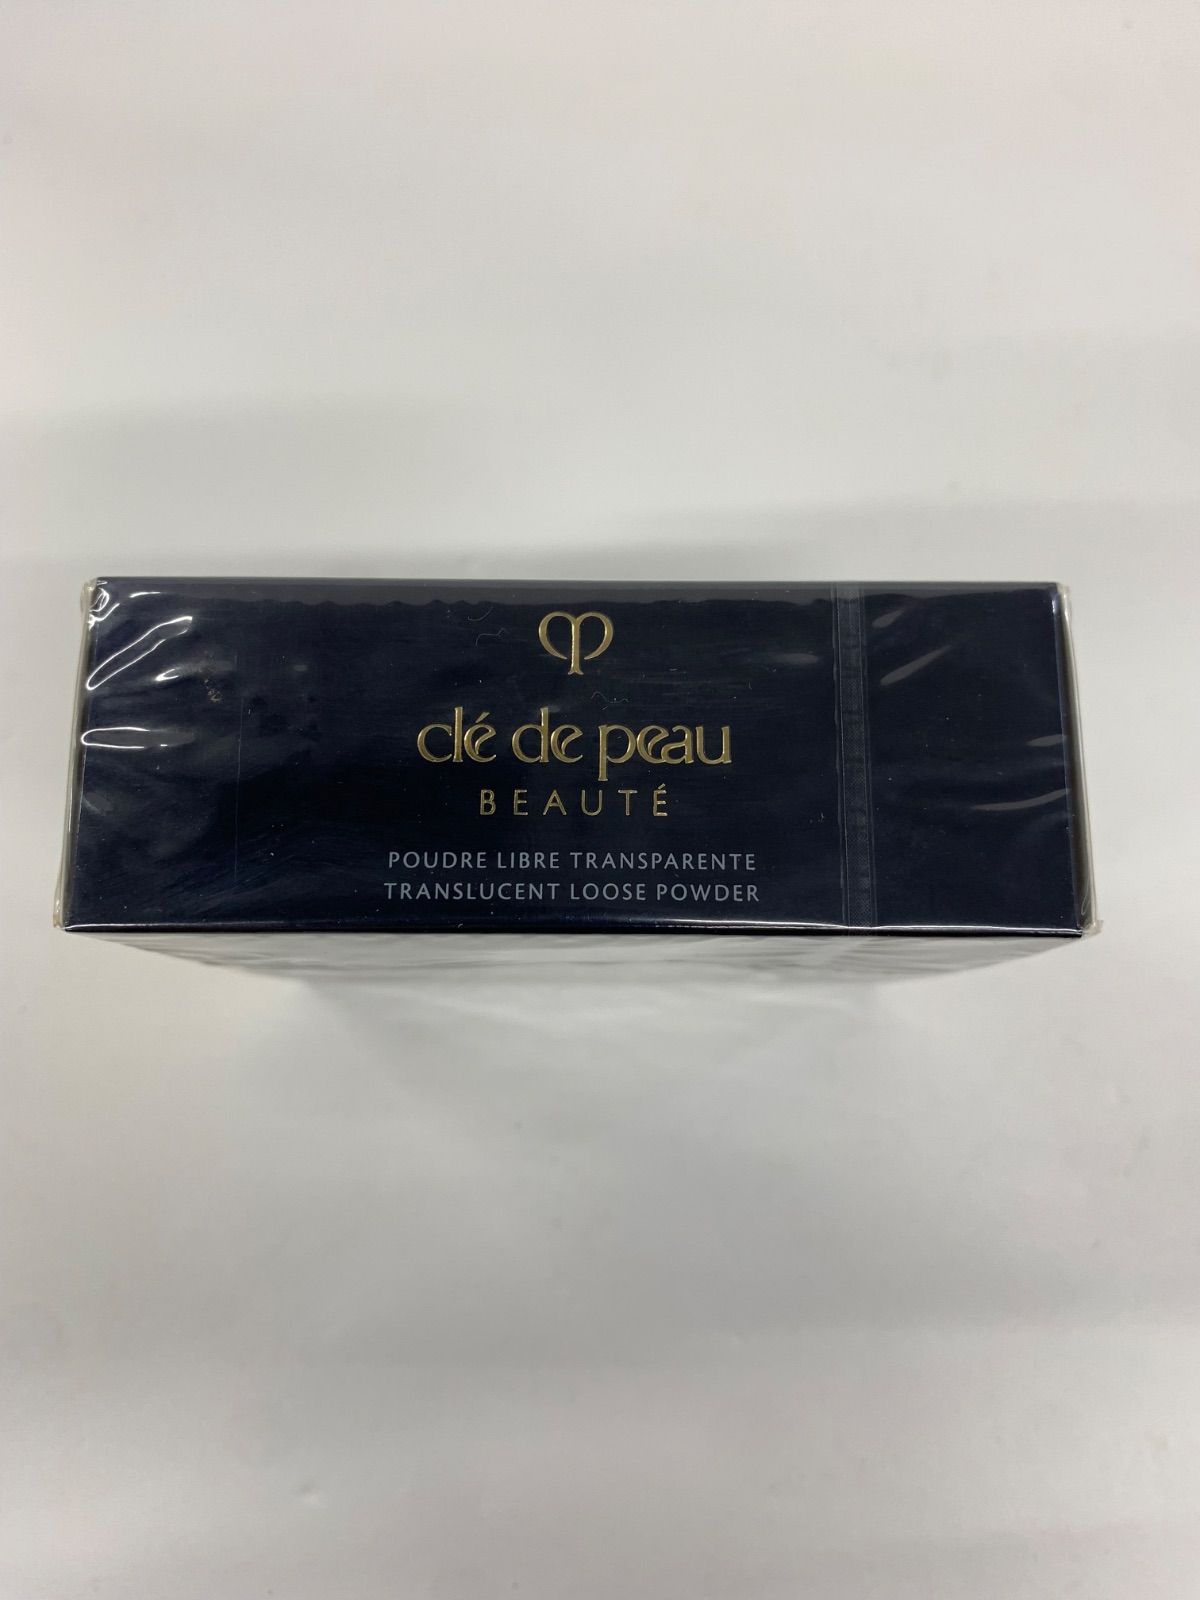 clé de peau
BEAUTÉ
POUDRE LIBRE TRANSPARENTE
TRANSLUCENT LOOSE POWDER